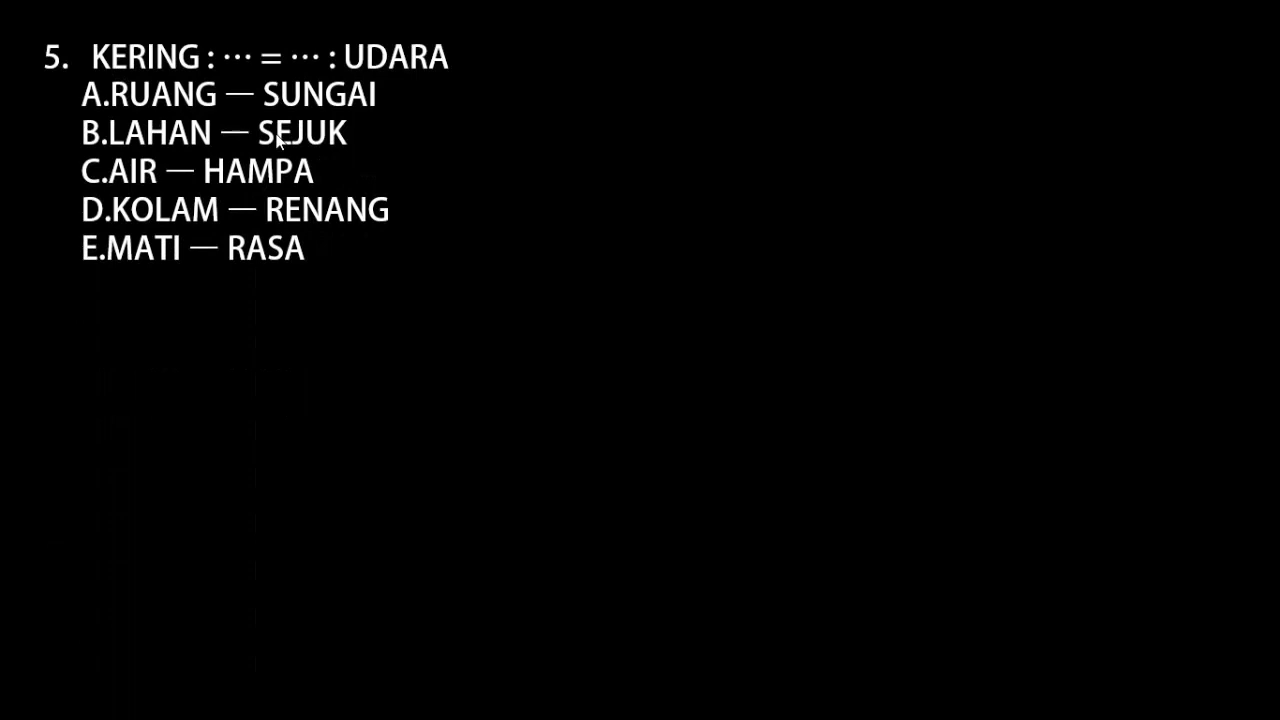 5. KERING : ··· = ··· : UDARA
A.RUANG — SUNGAI
B.LAHAN — SEJUK
C.AIR — HAMPA
D.KOLAM — RENANG
E.MATI — RASA